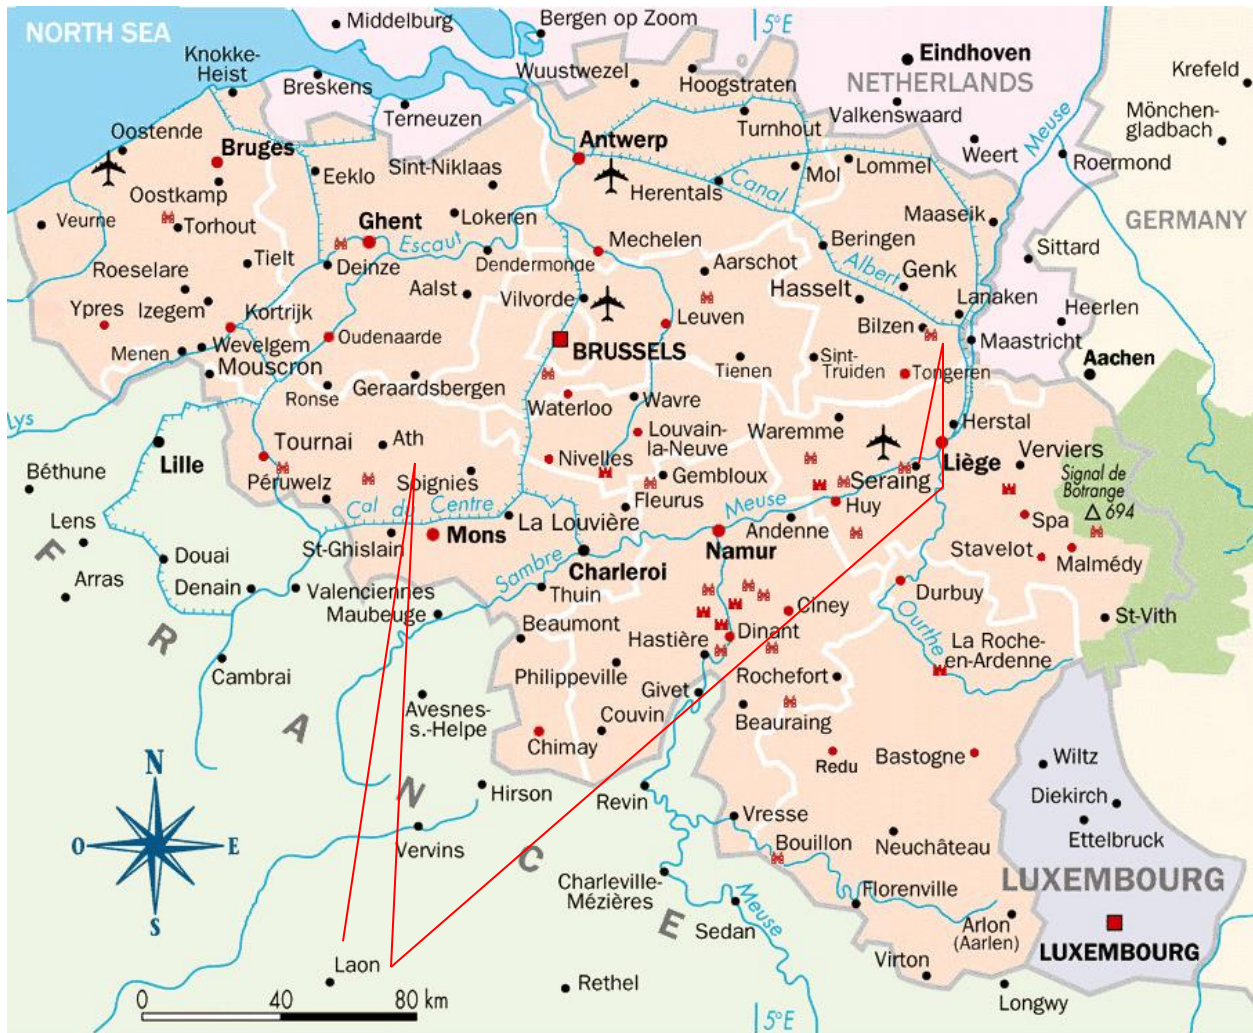 Middelburg
Bergen op Zoom
5°E
NORTH SEA
Knokke-
Heist
Breskens
Wuustwezel
Hoogstraten
Eindhoven
NETHERLANDS
Krefeld
Terneuzen
Turnhout
Valkenswaard
Meuse
Mönchen-
gladbach
Oostende
Bruges
Antwerp
Weert
Roermond
Eeklo
Sint-Niklaas
Mol
Lommel
Oostkamp
Herentals
Canal
Veurne
Torhout
Ghent
Lokeren
Escaut
Mechelen
Maaseik
GERMANY
Beringen
Sittard
Tielt
Deinze
Dendermonde
Aarschot
Albert
Genk
Roeselare
Aalst
Vilvorde
Hasselt
Lanaken
Heerlen
Ypres
Izegem
Kortrijk
Oudenaarde
Leuven
Bilzen
Maastricht
Menen
Wevelgem
BRUSSELS
Aachen
Mouscron
Geraardsbergen
Tienen
Sint-
Truiden
Tongeren
Ronse
Waterloo
Wavre
Lys
Waremme
Herstal
Tournai
Ath
Louvain-
la-Neuve
Lille
Nivelles
Liège
Verviers
Béthune
Péruwelz
Soignies
Gembloux
Seraing
Signal de
Botrange
694
Cal du Centre
Fleurus
Meuse
Huy
Spa
Lens
La Louvière
Andenne
Mons
Namur
St-Ghislain
Stavelot
Malmédy
Douai
Sambre
Charleroi
Arras
Denain
Valenciennes
Thuin
Durbuy
Maubeuge
Ciney
St-Vith
Beaumont
Hastière
Dinant
Ourthe
La Roche-
en-Ardenne
Cambrai
Philippeville
Rochefort
Givet
Avesnes-
s.-Helpe
Couvin
Beauraing
Chimay
Redu
Bastogne
Wiltz
FRANCE
N
Hirson
Revin
Diekirch
Vresse
Ettelbruck
O
E
Vervins
Bouillon
Neuchâteau
LUXEMBOURG
Charleville-
Mézières
Florenville
S
Meuse
Sedan
Arlon
(Aarlen)
LUXEMBOURG
Laon
Virton
Rethel
Longwy
0 40 80 km
5°E